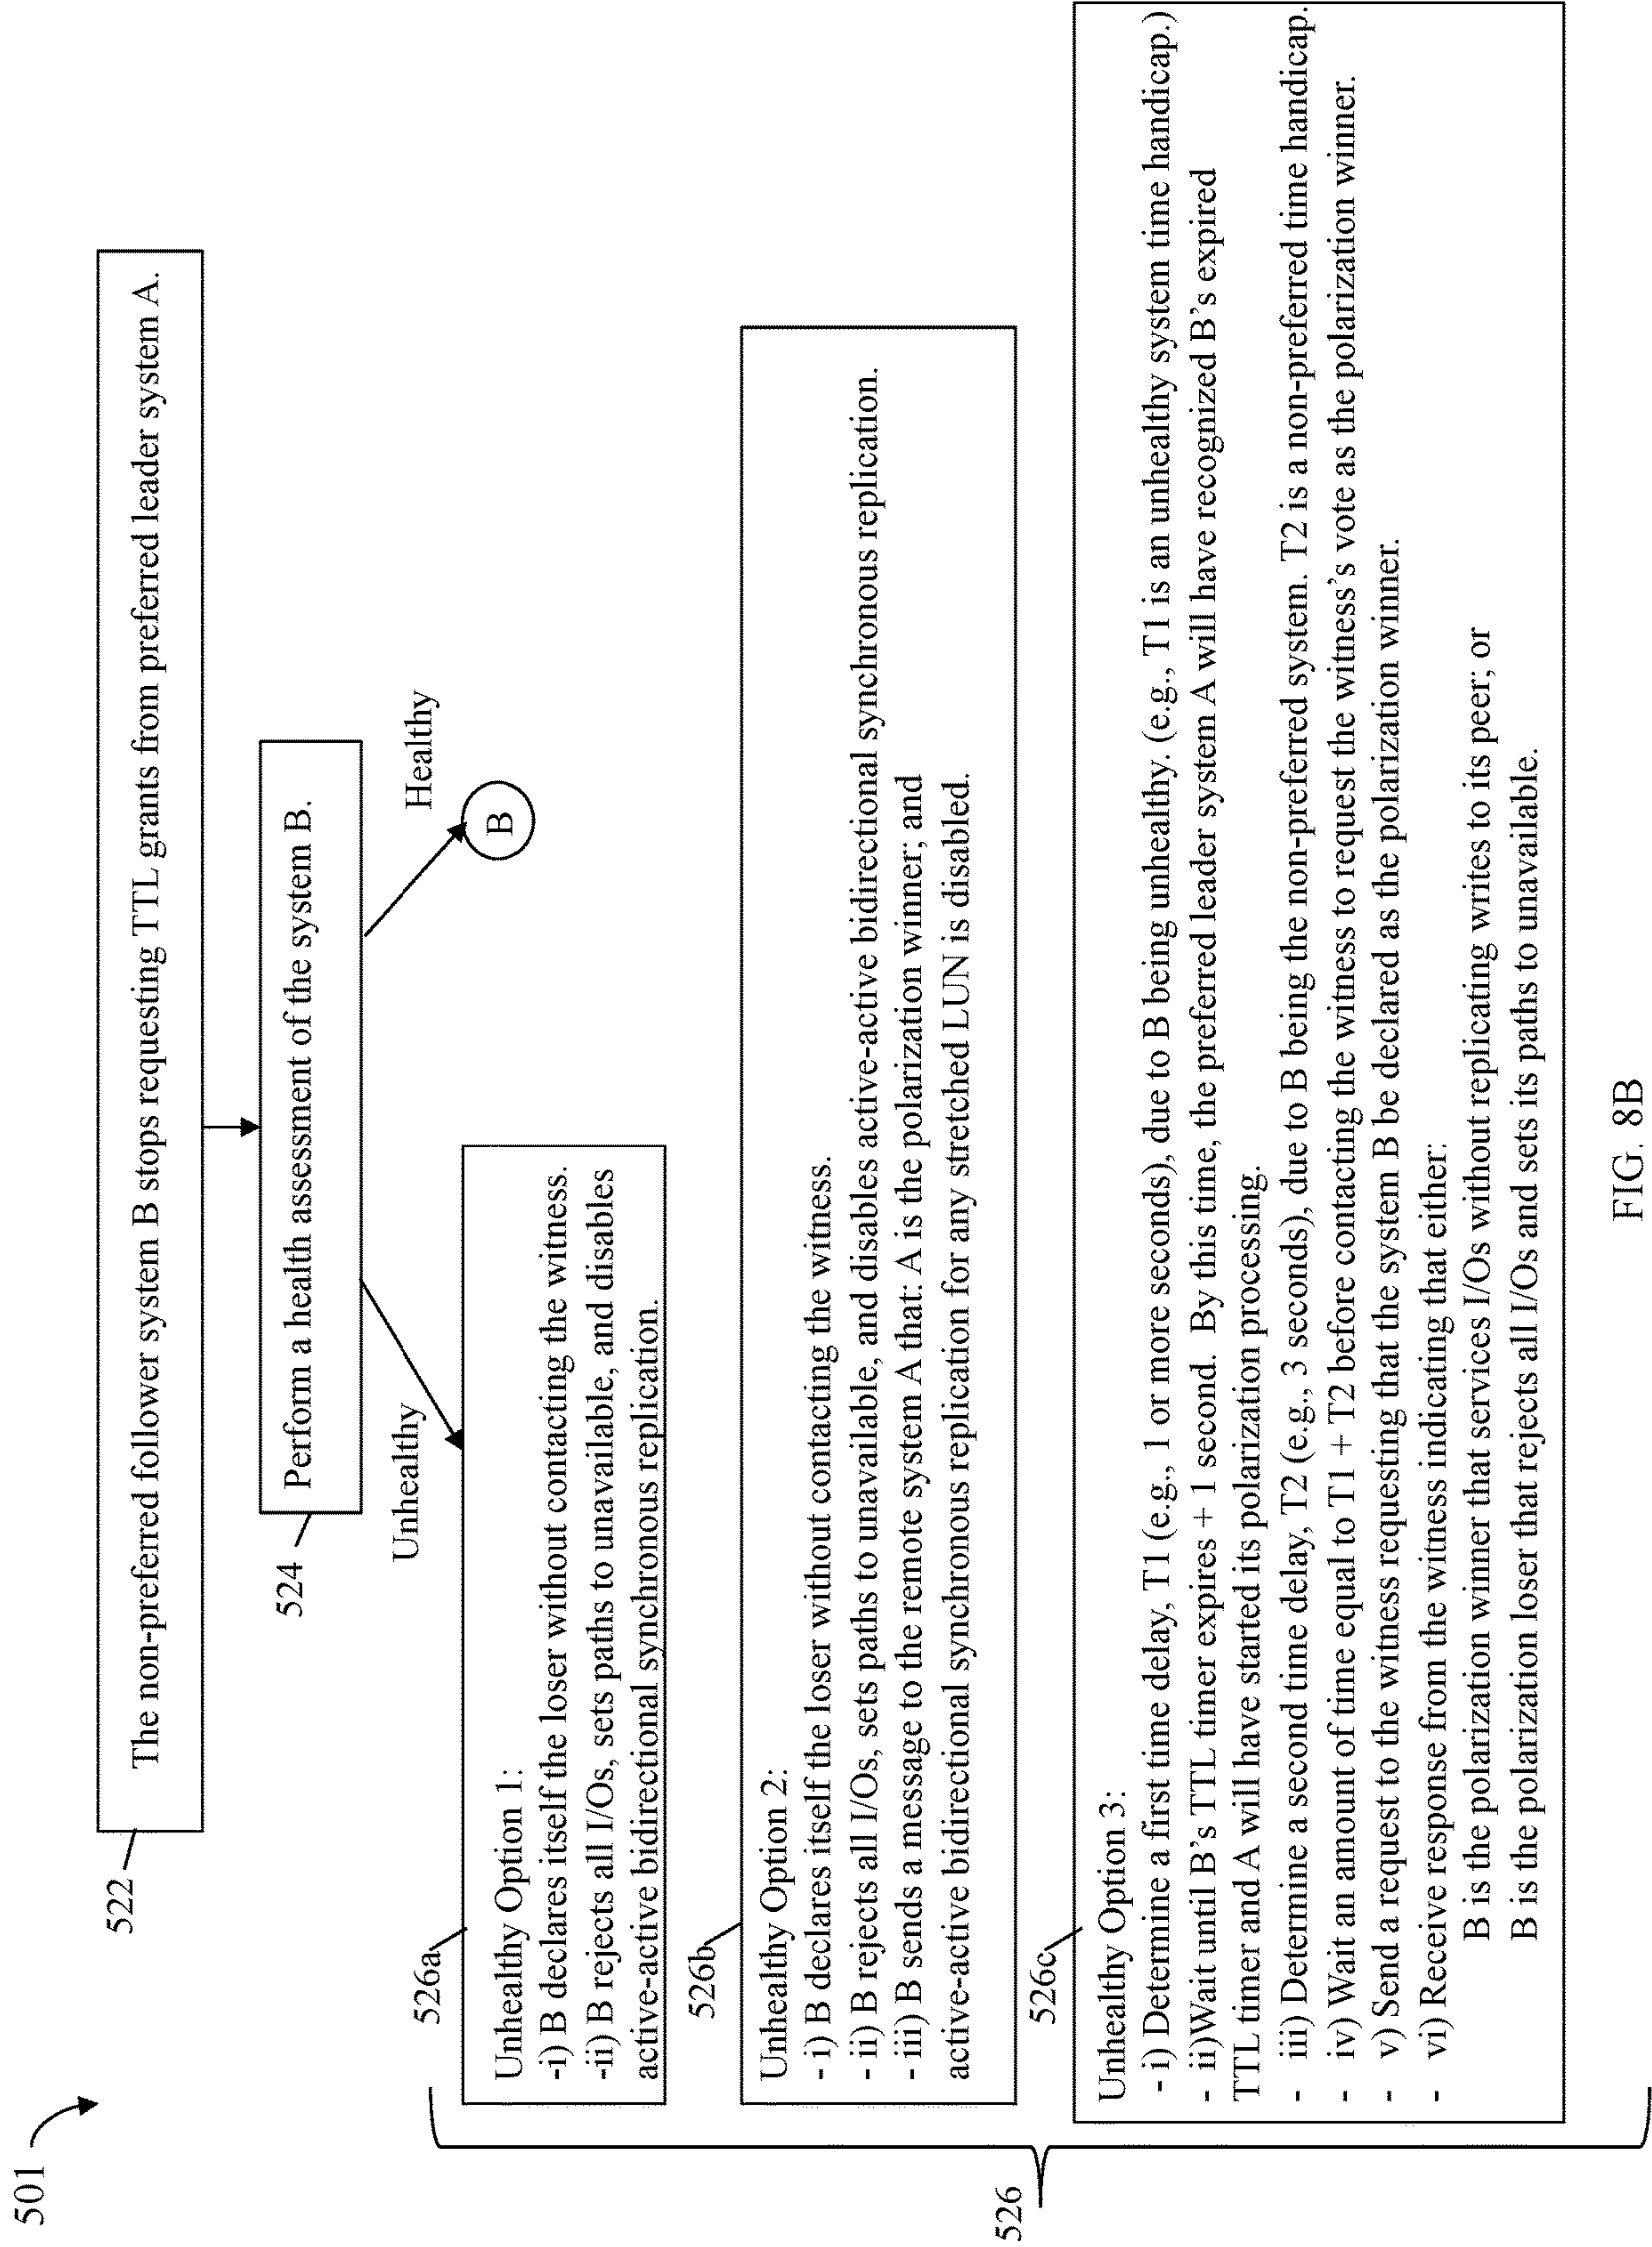 501
522
The non-preferred follower system B stops requesting TTL grants from preferred leader system A.
524
Perform a health assessment of the system B.
Unhealthy
Healthy
B
526
526a
Unhealthy Option 1:
-i) B declares itself the loser without contacting the witness.
-ii) B rejects all I/Os, sets paths to unavailable, and disables
active-active bidirectional synchronous replication.
526b
Unhealthy Option 2:
- i) B declares itself the loser without contacting the witness.
- ii) B rejects all I/Os, sets paths to unavailable, and disables active-active bidirectional synchronous replication.
- iii) B sends a message to the remote system A that: A is the polarization winner; and
active-active bidirectional synchronous replication for any stretched LUN is disabled.
526c
Unhealthy Option 3:
- i) Determine a first time delay, T1 (e.g., 1 or more seconds), due to B being unhealthy. (e.g., T1 is an unhealthy system time handicap.)
- ii)Wait until B's TTL timer expires + 1 second. By this time, the preferred leader system A will have recognized B's expired
TTL timer and A will have started its polarization processing.
- iii) Determine a second time delay, T2 (e.g., 3 seconds), due to B being the non-preferred system. T2 is a non-preferred time handicap.
- iv) Wait an amount of time equal to T1 + T2 before contacting the witness to request the witness's vote as the polarization winner.
- v) Send a request to the witness requesting that the system B be declared as the polarization winner.
- vi) Receive response from the witness indicating that either:
B is the polarization winner that services I/Os without replicating writes to its peer; or
B is the polarization loser that rejects all I/Os and sets its paths to unavailable.
FIG. 8B